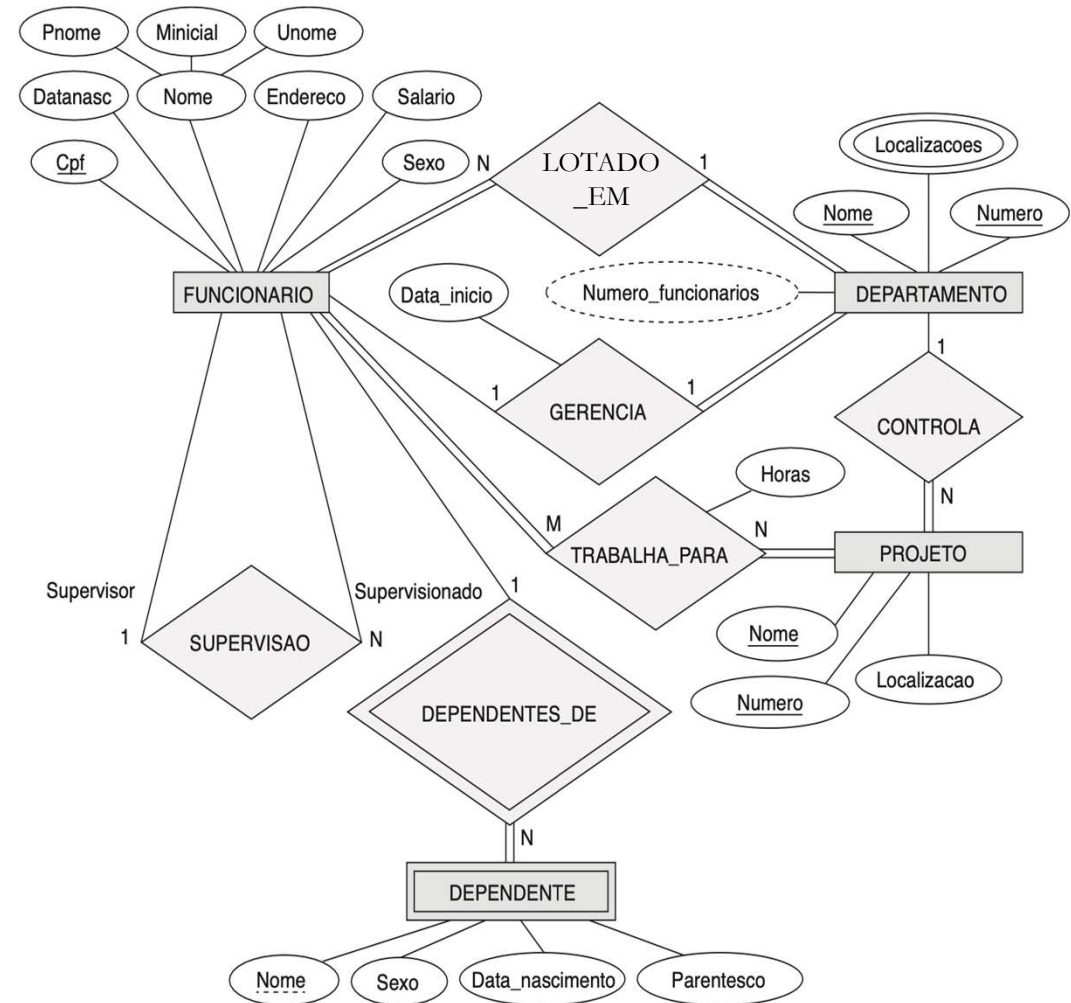 Pnome
Minicial
Unome
Datanasc
Nome
Endereco
Salario
Cpf
Sexo
N
LOTADO
_EM
1
Localizacoes
Nome
Numero
FUNCIONARIO
Data_inicio
Numero_funcionarios
DEPARTAMENTO
1
GERENCIA
1
1
CONTROLA
N
Horas
M
TRABALHA_PARA
N
PROJETO
Supervisor
1
SUPERVISAO
Supervisionado
N
1
Nome
Numero
Localizacao
DEPENDENTES_DE
N
DEPENDENTE
Nome
Sexo
Data_nascimento
Parentesco